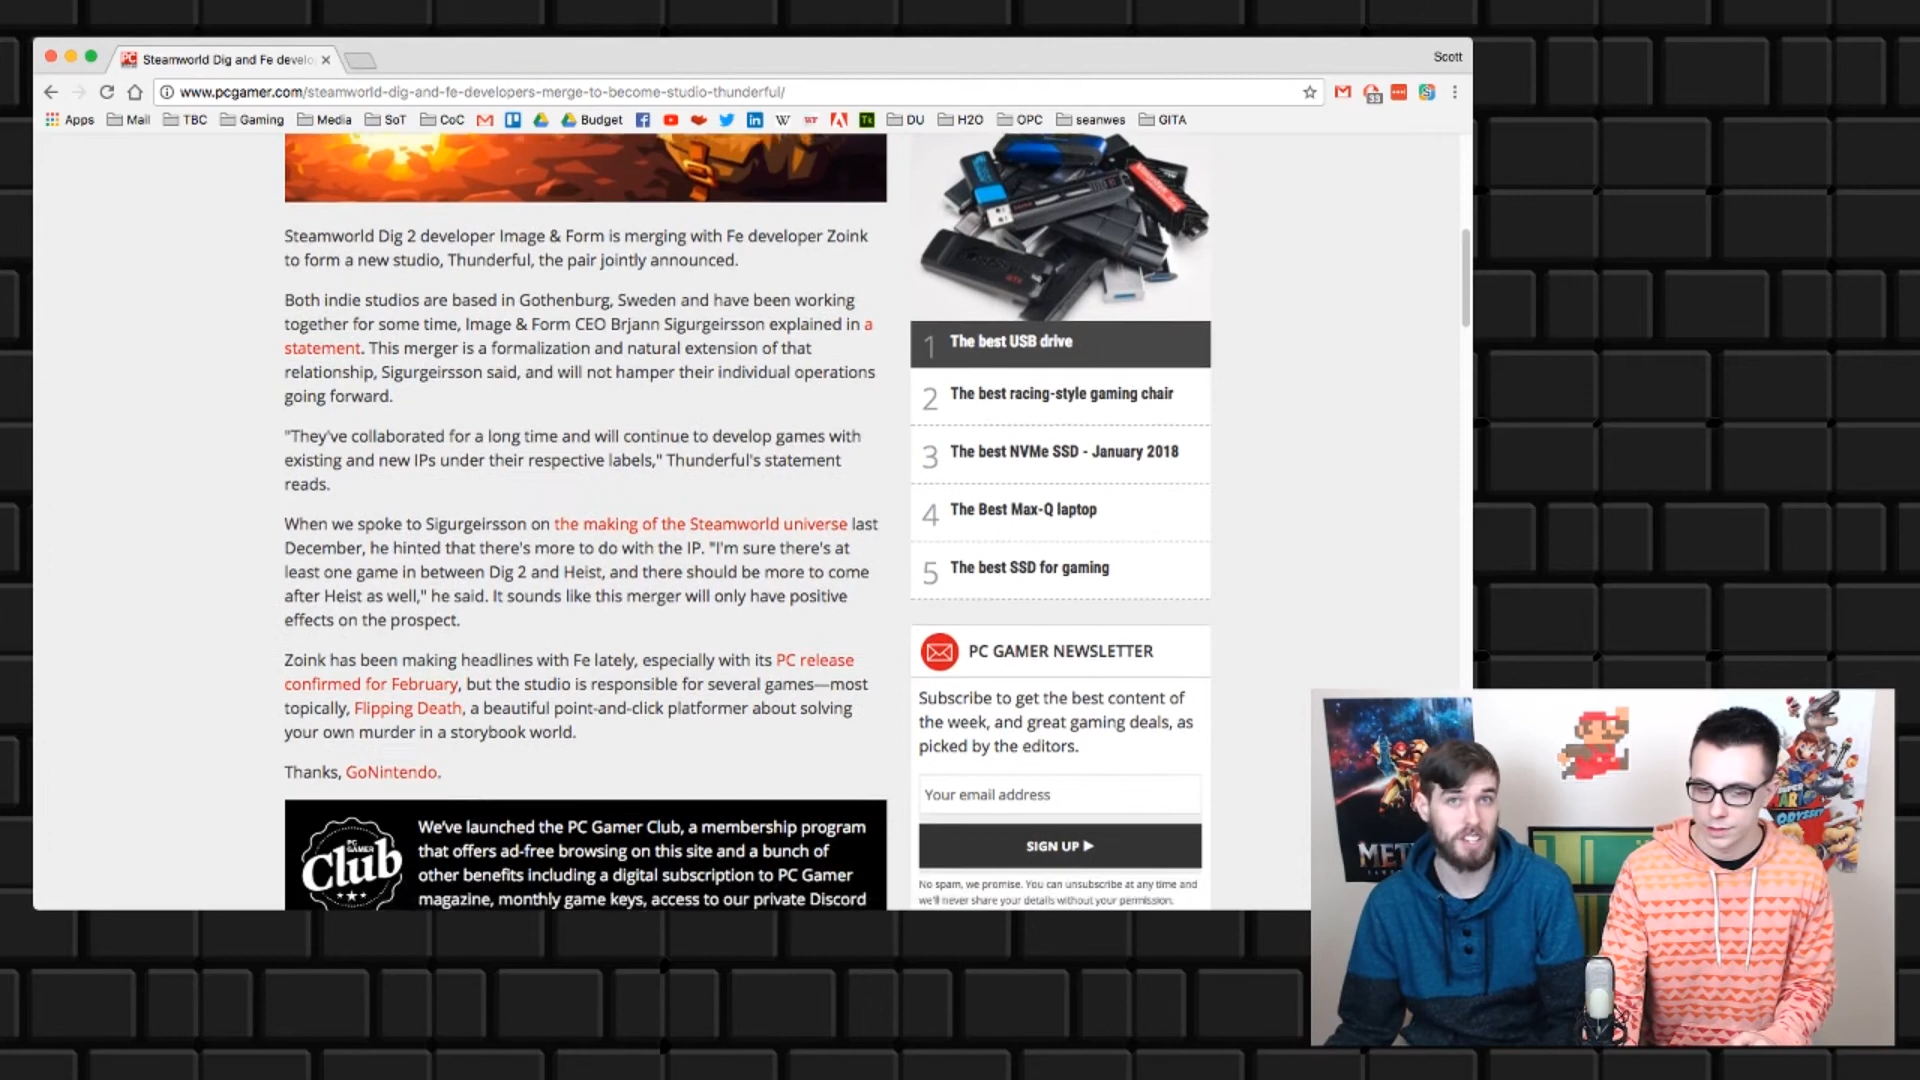 Steamworld Dig and Fe develo
Scott
www.pcgamer.com/steamworld-dig-and-fe-developers-merge-to-become-studio-thunderful/
33
Apps Mail TBC Gaming Media SoT CoC Budget W DU H2O OPC seanwes GITA
Steamworld Dig 2 developer Image & Form is merging with Fe developer Zoink
to form a new studio, Thunderful, the pair jointly announced.
Both indie studios are based in Gothenburg, Sweden and have been working
together for some time, Image & Form CEO Brjann Sigurgeirsson explained in a
statement. This merger is a formalization and natural extension of that
relationship, Sigurgeirsson said, and will not hamper their individual operations
going forward.
"They've collaborated for a long time and will continue to develop games with
existing and new IPs under their respective labels," Thunderful's statement
reads.
When we spoke to Sigurgeirsson on the making of the Steamworld universe last
December, he hinted that there's more to do with the IP. "I'm sure there's at
least one game in between Dig 2 and Heist, and there should be more to come
after Heist as well," he said. It sounds like this merger will only have positive
effects on the prospect.
Zoink has been making headlines with Fe lately, especially with its PC release
confirmed for February, but the studio is responsible for several games—most
topically, Flipping Death, a beautiful point-and-click platformer about solving
your own murder in a storybook world.
Thanks, GoNintendo.
PC GAMER
Club
We've launched the PC Gamer Club, a membership program
that offers ad-free browsing on this site and a bunch of
other benefits including a digital subscription to PC Gamer
magazine, monthly game keys, access to our private Discord
1 The best USB drive
2 The best racing-style gaming chair
3 The best NVMe SSD - January 2018
4 The Best Max-Q laptop
5 The best SSD for gaming
PC GAMER NEWSLETTER
Subscribe to get the best content of
the week, and great gaming deals, as
picked by the editors.
Your email address
SIGN UP ▶
No spam, we promise. You can unsubscribe at any time and
we'll never share your details without your permission.
MET
SUPER
MARIO
ODYSSEY